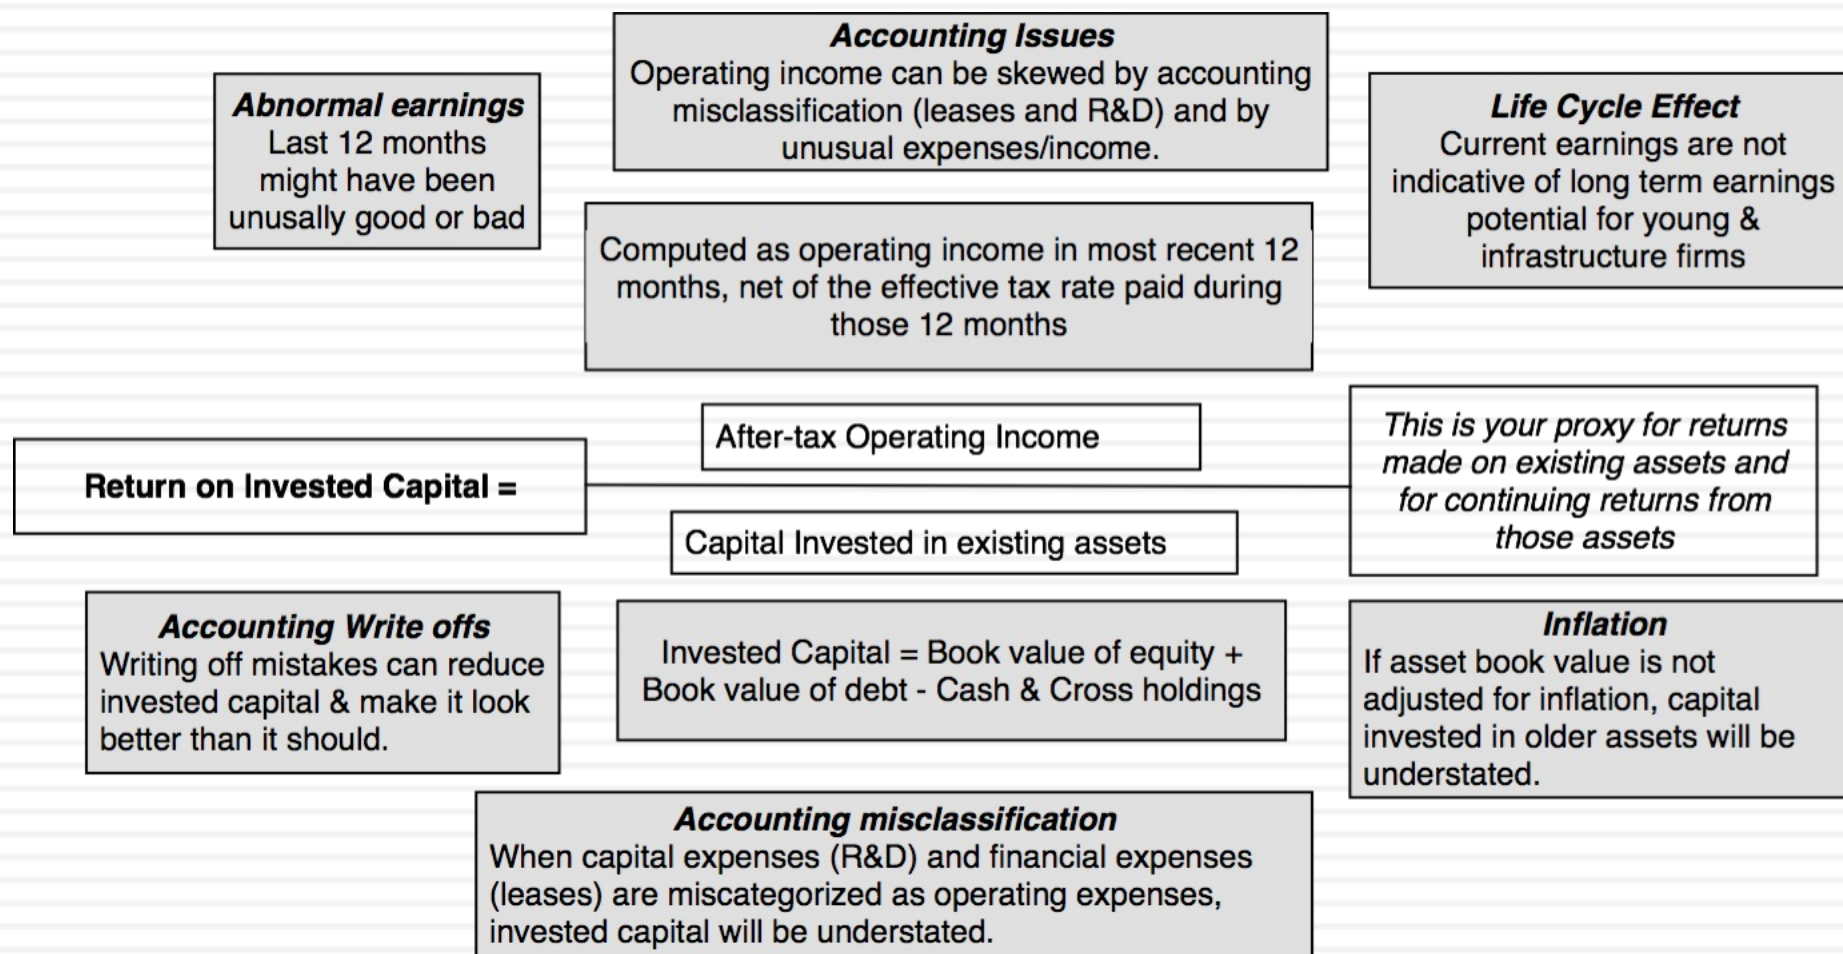 Accounting Issues
Operating income can be skewed by accounting
misclassification (leases and R&D) and by
unusual expenses/income.
Abnormal earnings
Last 12 months
might have been
unusally good or bad
Life Cycle Effect
Current earnings are not
indicative of long term earnings
potential for young &
infrastructure firms
Computed as operating income in most recent 12
months, net of the effective tax rate paid during
those 12 months
Return on Invested Capital =
After-tax Operating Income
Capital Invested in existing assets
This is your proxy for returns
made on existing assets and
for continuing returns from
those assets
Accounting Write offs
Writing off mistakes can reduce
invested capital & make it look
better than it should.
Invested Capital = Book value of equity +
Book value of debt - Cash & Cross holdings
Inflation
If asset book value is not
adjusted for inflation, capital
invested in older assets will be
understated.
Accounting misclassification
When capital expenses (R&D) and financial expenses
(leases) are miscategorized as operating expenses,
invested capital will be understated.